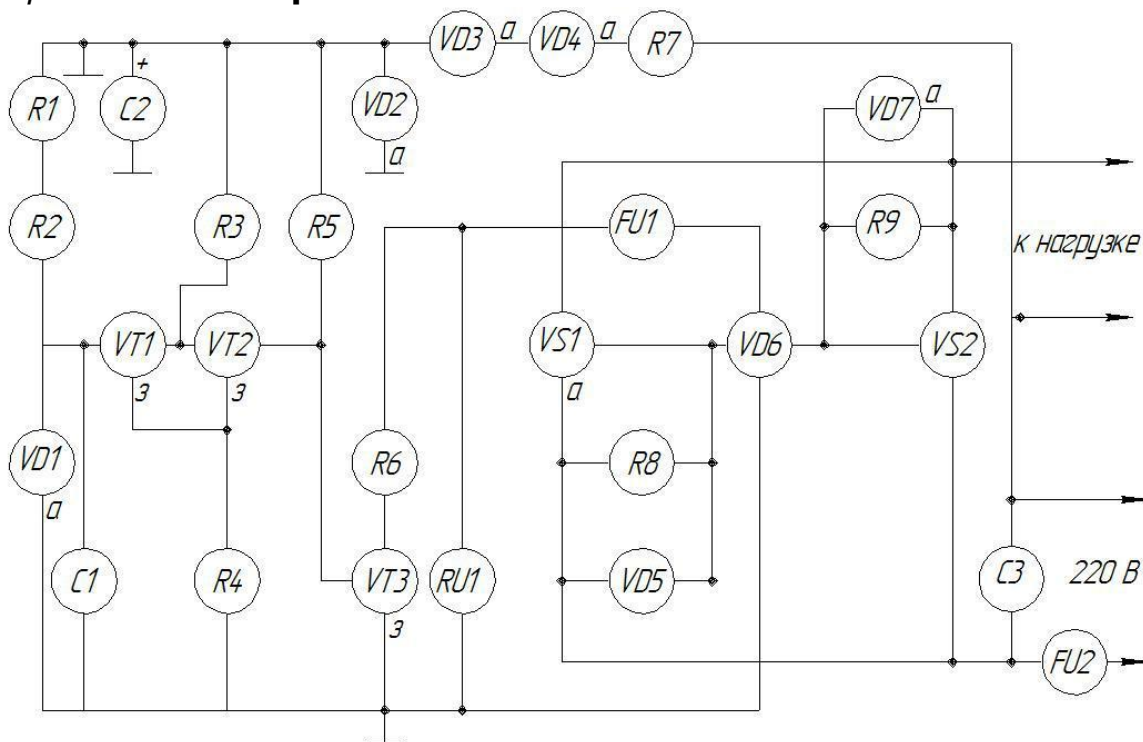 VD3 а VD4 а R7
+
R1 C2 VD2 VD7 а
а
R2 R3 R5 FU1 R9
к нагрузке
VT1 VT2 VS1 VD6 VS2
з з а
VD1 R6 R8
а
C1 R4 VT3 RU1 VD5 C3 220 В
з
FU2